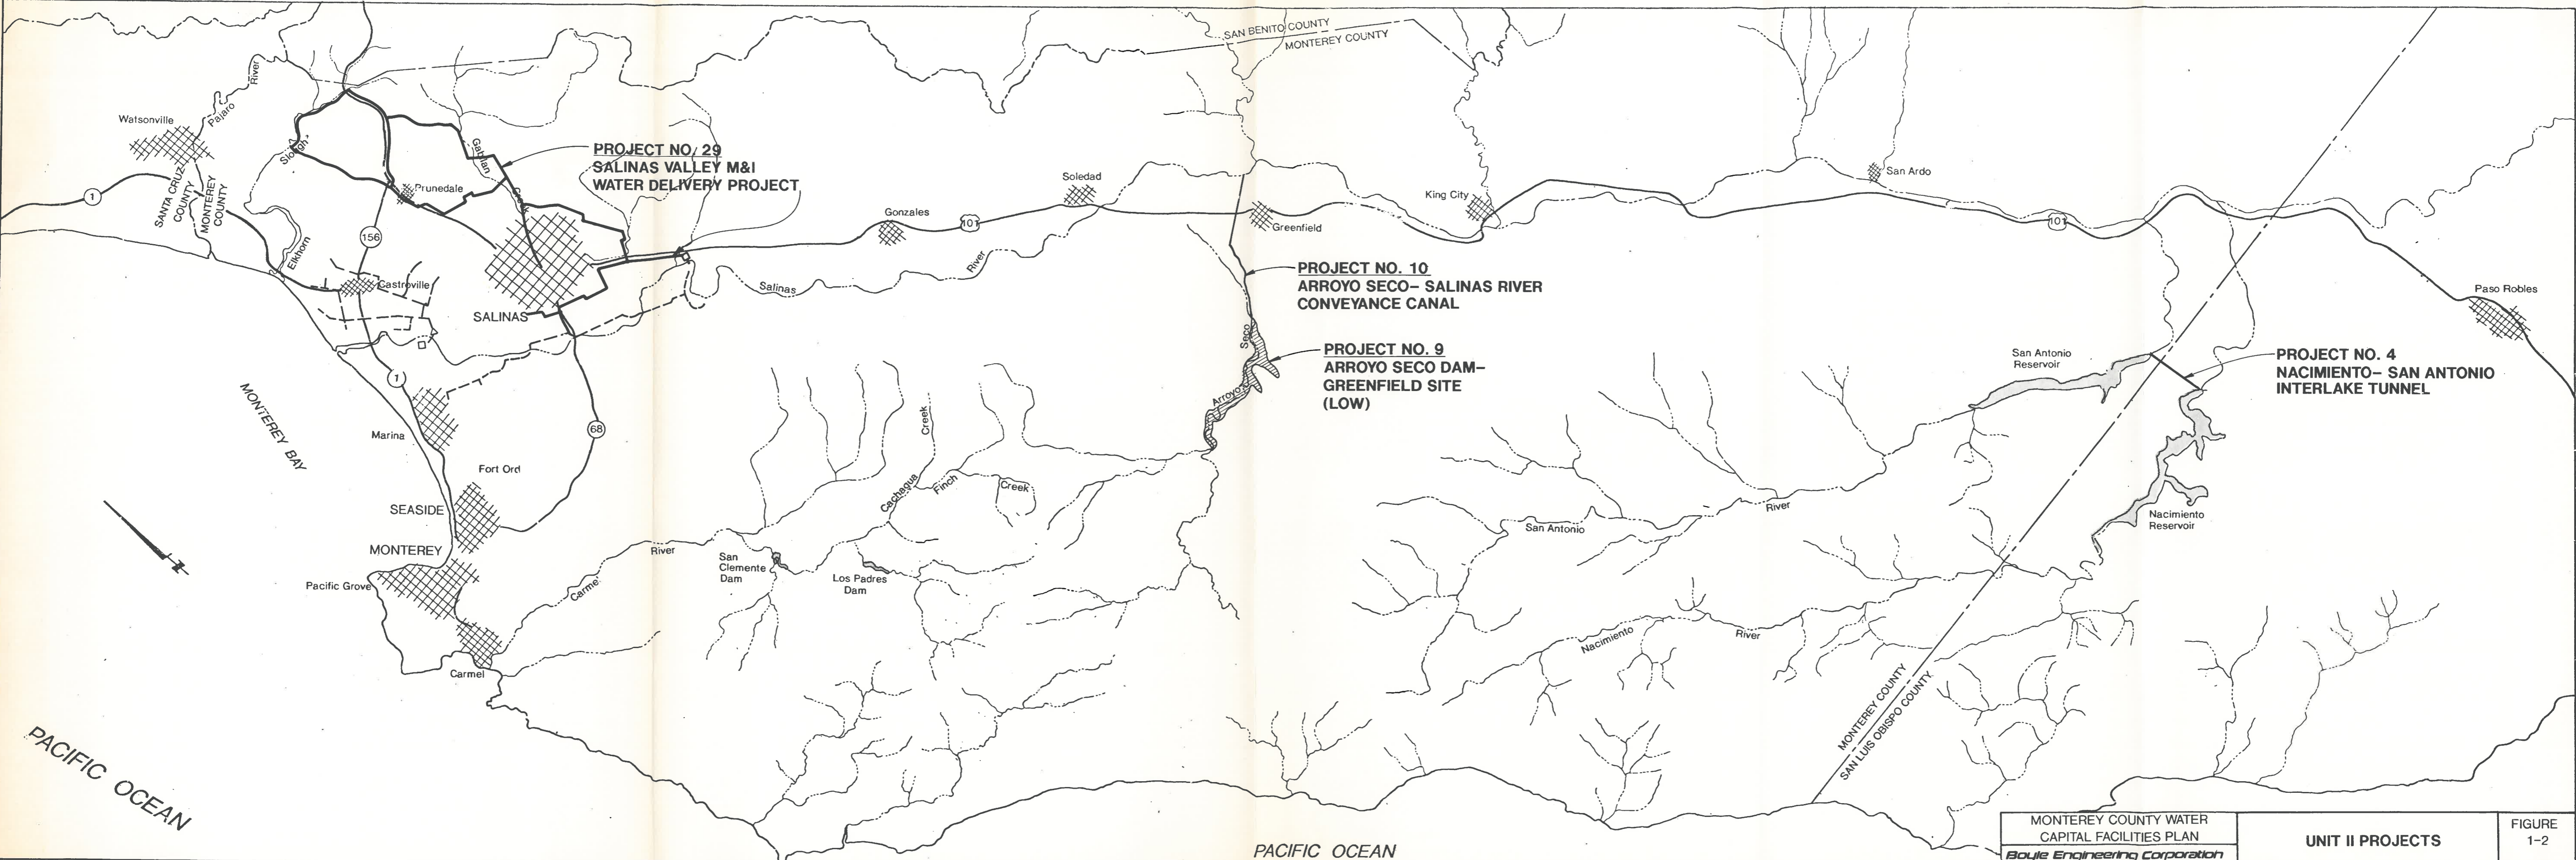 SAN BENITO COUNTY
MONTEREY COUNTY
Watsonville
Pajaro
River
Slough
SANTA CRUZ
COUNTY
MONTEREY
COUNTY
1
Elkhorn
156
Castroville
Prunedale
Gabilan
Creek
PROJECT NO. 29
SALINAS VALLEY M&I
WATER DELIVERY PROJECT
SALINAS
1
68
Marina
Fort Ord
SEASIDE
MONTEREY
Pacific Grove
Carmel
MONTEREY BAY
PACIFIC OCEAN
Gonzales
101
Soledad
Salinas
River
Greenfield
King City
San Ardo
101
Paso Robles
PROJECT NO. 10
ARROYO SECO– SALINAS RIVER
CONVEYANCE CANAL
PROJECT NO. 9
ARROYO SECO DAM–
GREENFIELD SITE
(LOW)
Arroyo
Seco
PROJECT NO. 4
NACIMIENTO– SAN ANTONIO
INTERLAKE TUNNEL
San Antonio
Reservoir
Nacimiento
Reservoir
San Antonio
River
Nacimiento
River
Carmel
River
San
Clemente
Dam
Los Padres
Dam
Cachagua
Creek
Finch
Creek
MONTEREY COUNTY
SAN LUIS OBISPO COUNTY
PACIFIC OCEAN
MONTEREY COUNTY WATER
CAPITAL FACILITIES PLAN
Boyle Engineering Corporation
UNIT II PROJECTS
FIGURE
1-2